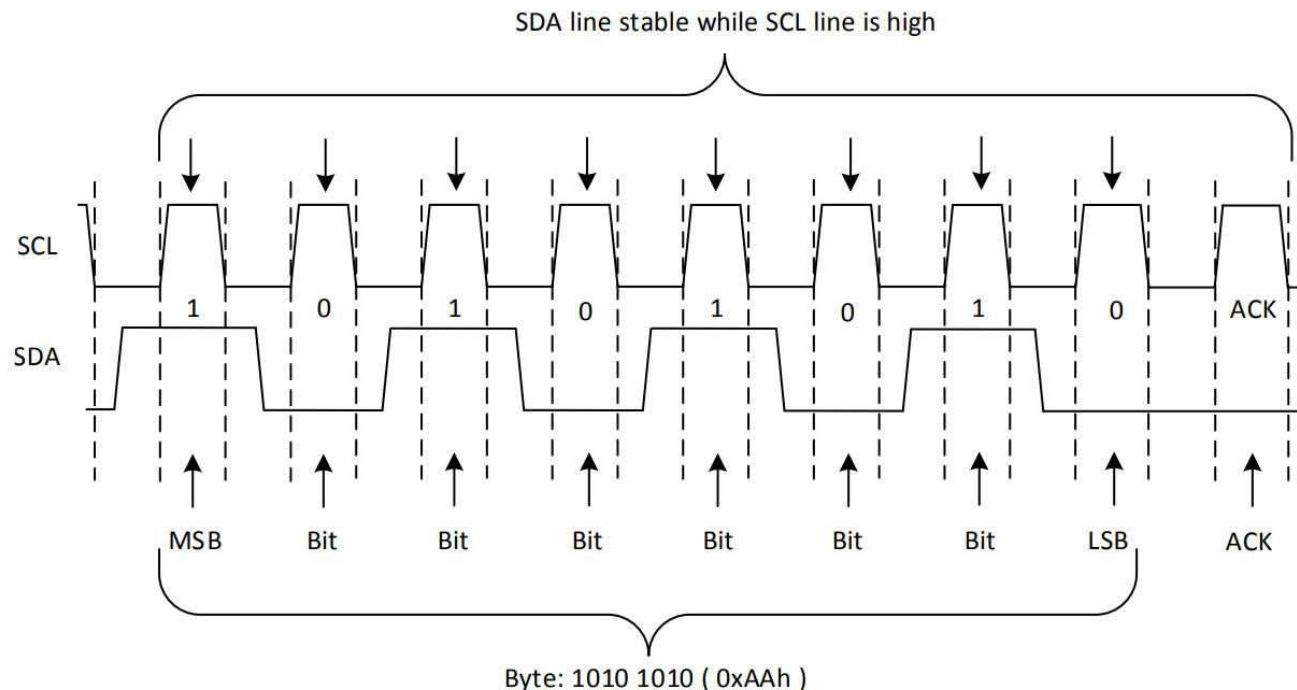 SDA line stable while SCL line is high
SCL
1 0 1 0 1 0 1 0 ACK
SDA
MSB Bit Bit Bit Bit Bit Bit LSB ACK
Byte: 1010 1010 ( 0xAAh )